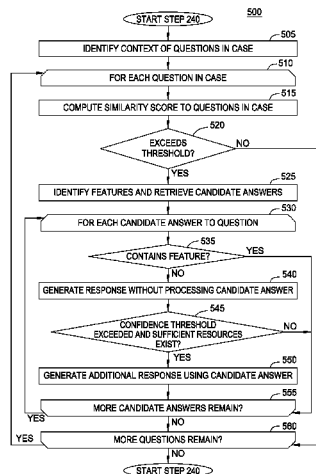 START STEP 240
500
IDENTIFY CONTEXT OF QUESTIONS IN CASE
505
FOR EACH QUESTION IN CASE
510
COMPUTE SIMILARITY SCORE TO QUESTIONS IN CASE
515
EXCEEDS
THRESHOLD?
520
NO
YES
IDENTIFY FEATURES AND RETRIEVE CANDIDATE ANSWERS
525
FOR EACH CANDIDATE ANSWER TO QUESTION
530
CONTAINS FEATURE?
535
YES
NO
GENERATE RESPONSE WITHOUT PROCESSING CANDIDATE ANSWER
540
CONFIDENCE THRESHOLD
EXCEEDED AND SUFFICIENT RESOURCES
EXIST?
545
NO
YES
GENERATE ADDITIONAL RESPONSE USING CANDIDATE ANSWER
550
MORE CANDIDATE ANSWERS REMAIN?
555
YES
NO
MORE QUESTIONS REMAIN?
560
YES
NO
START STEP 240